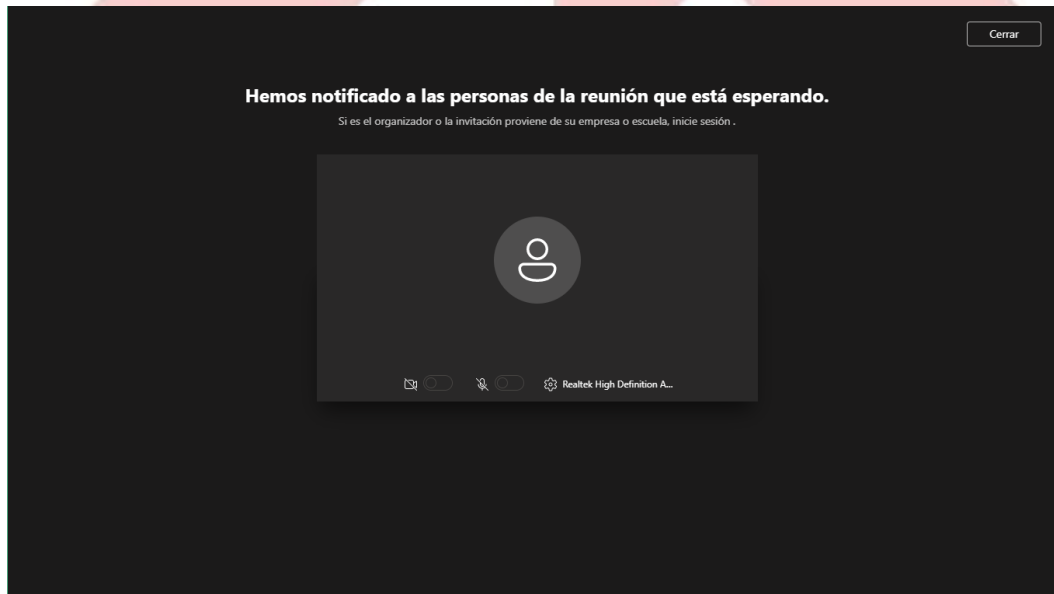 Cerrar
Hemos notificado a las personas de la reunión que está esperando.
Si es el organizador o la invitación proviene de su empresa o escuela, inicie sesión .
Realtek High Definition A...